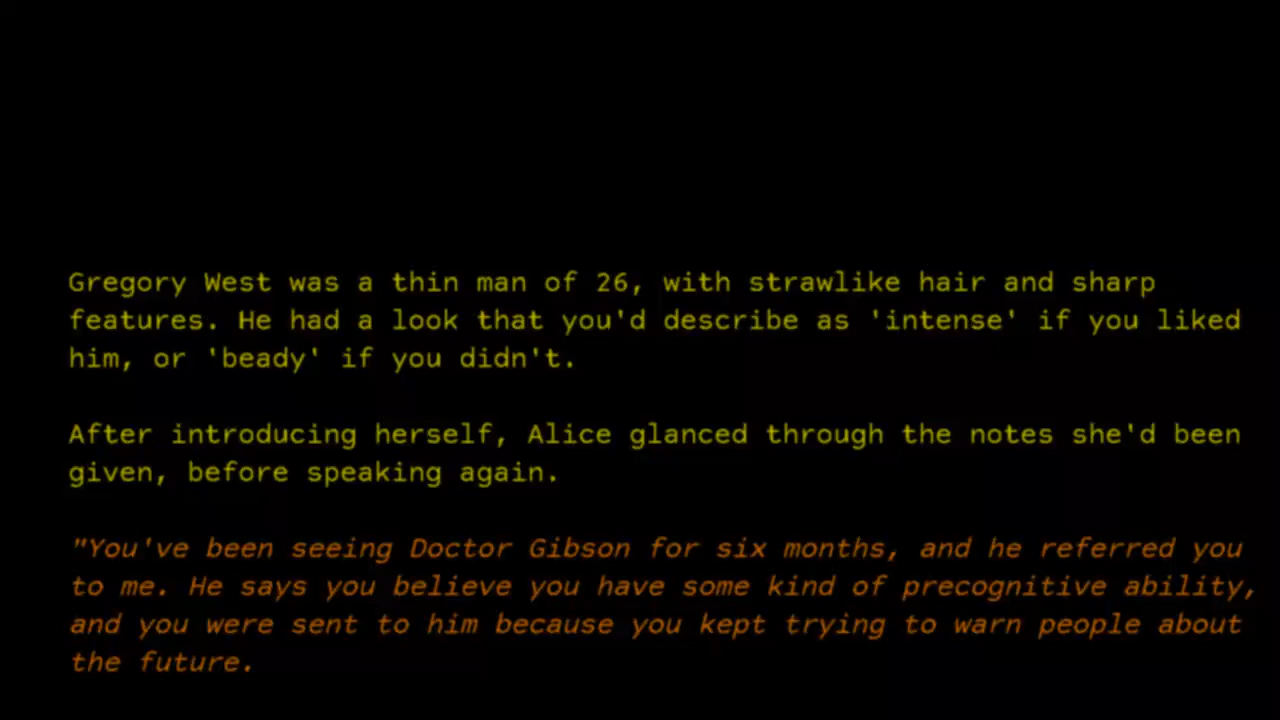 Gregory West was a thin man of 26, with strawlike hair and sharp
features. He had a look that you'd describe as 'intense' if you liked
him, or 'beady' if you didn't.
After introducing herself, Alice glanced through the notes she'd been
given, before speaking again.
"You've been seeing Doctor Gibson for six months, and he referred you
to me. He says you believe you have some kind of precognitive ability,
and you were sent to him because you kept trying to warn people about
the future.